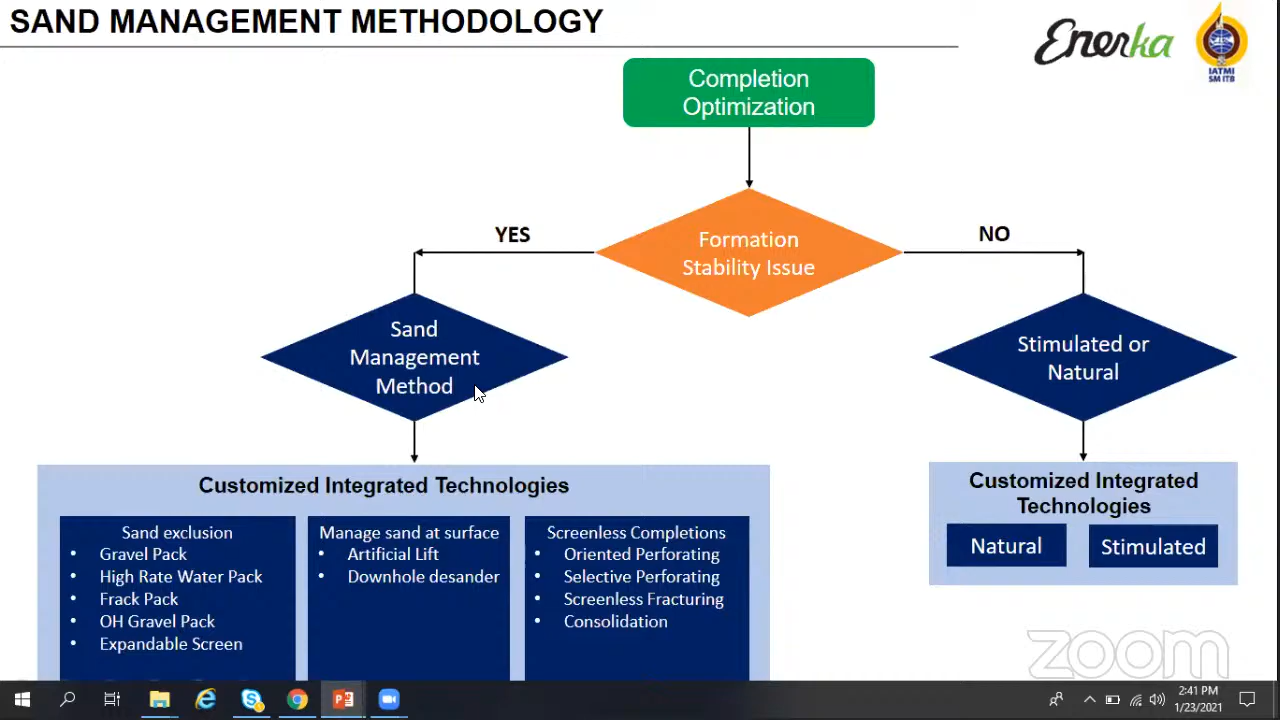 SAND MANAGEMENT METHODOLOGY
Enerka
IATMI
SM ITB
Completion
Optimization
YES
Formation
Stability Issue
NO
Sand
Management
Method
Stimulated or
Natural
Customized Integrated Technologies
Sand exclusion
• Gravel Pack
• High Rate Water Pack
• Frack Pack
• OH Gravel Pack
• Expandable Screen
Manage sand at surface
• Artificial Lift
• Downhole desander
Screenless Completions
• Oriented Perforating
• Selective Perforating
• Screenless Fracturing
• Consolidation
Customized Integrated
Technologies
Natural
Stimulated
zoom
2:41 PM
1/23/2021